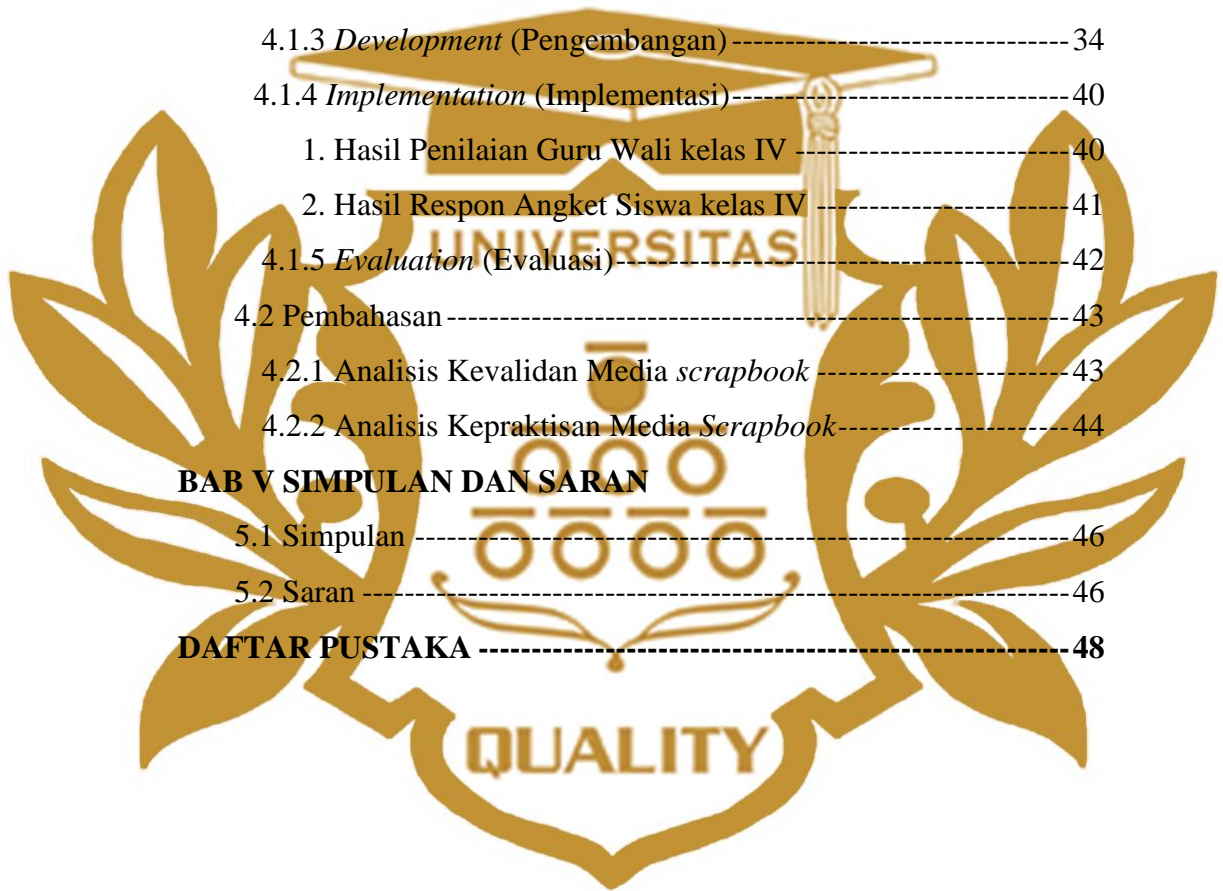 4.1.3 Development (Pengembangan)--------------------------------34
4.1.4 Implementation (Implementasi)--------------------------------40
1. Hasil Penilaian Guru Wali kelas IV --------------------------40
2. Hasil Respon Angket Siswa kelas IV ------------------------41
UNIVERSITAS
4.1.5 Evaluation (Evaluasi)-------------------------------------------42
4.2 Pembahasan-----------------------------------------------------------43
4.2.1 Analisis Kevalidan Media scrapbook ------------------------43
4.2.2 Analisis Kepraktisan Media Scrapbook----------------------44
BAB V SIMPULAN DAN SARAN
5.1 Simpulan --------------------------------------------------------------46
5.2 Saran -------------------------------------------------------------------46
DAFTAR PUSTAKA --------------------------------------------------------48
QUALITY